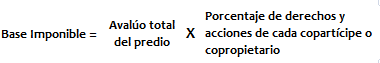 Base Imponible = Avalúo total del predio X Porcentaje de derechos y
acciones de cada copartícipe o
copropietario